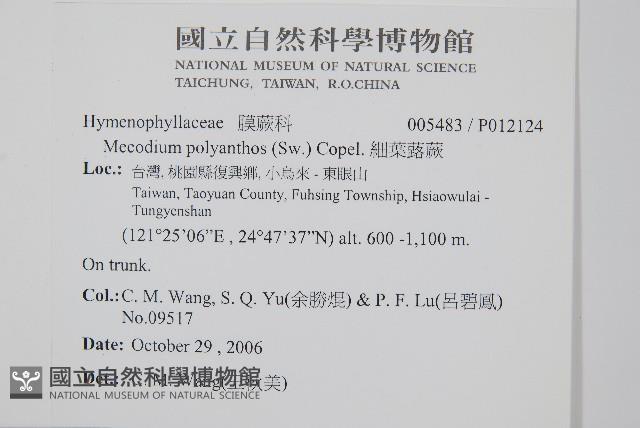 國立自然科學博物館
NATIONAL MUSEUM OF NATURAL SCIENCE
TAICHUNG, TAIWAN, R.O.CHINA
Hymenophyllaceae 膜蕨科 005483 / P012124
Mecodium polyanthos (Sw.) Copel. 細葉蕗蕨
Loc.: 台灣, 桃園縣復興鄉, 小烏來 - 東眼山
Taiwan, Taoyuan County, Fuhsing Township, Hsiaowulai -
Tungyenshan
(121°25'06"E , 24°47'37"N) alt. 600 -1,100 m.
On trunk.
Col.: C. M. Wang, S. Q. Yu(余勝焜) & P. F. Lu(呂碧鳳)
No.09517
Date: October 29 , 2006
Det.: Wang( 秋美)
國立自然科學博物館
NATIONAL MUSEUM OF NATURAL SCIENCE